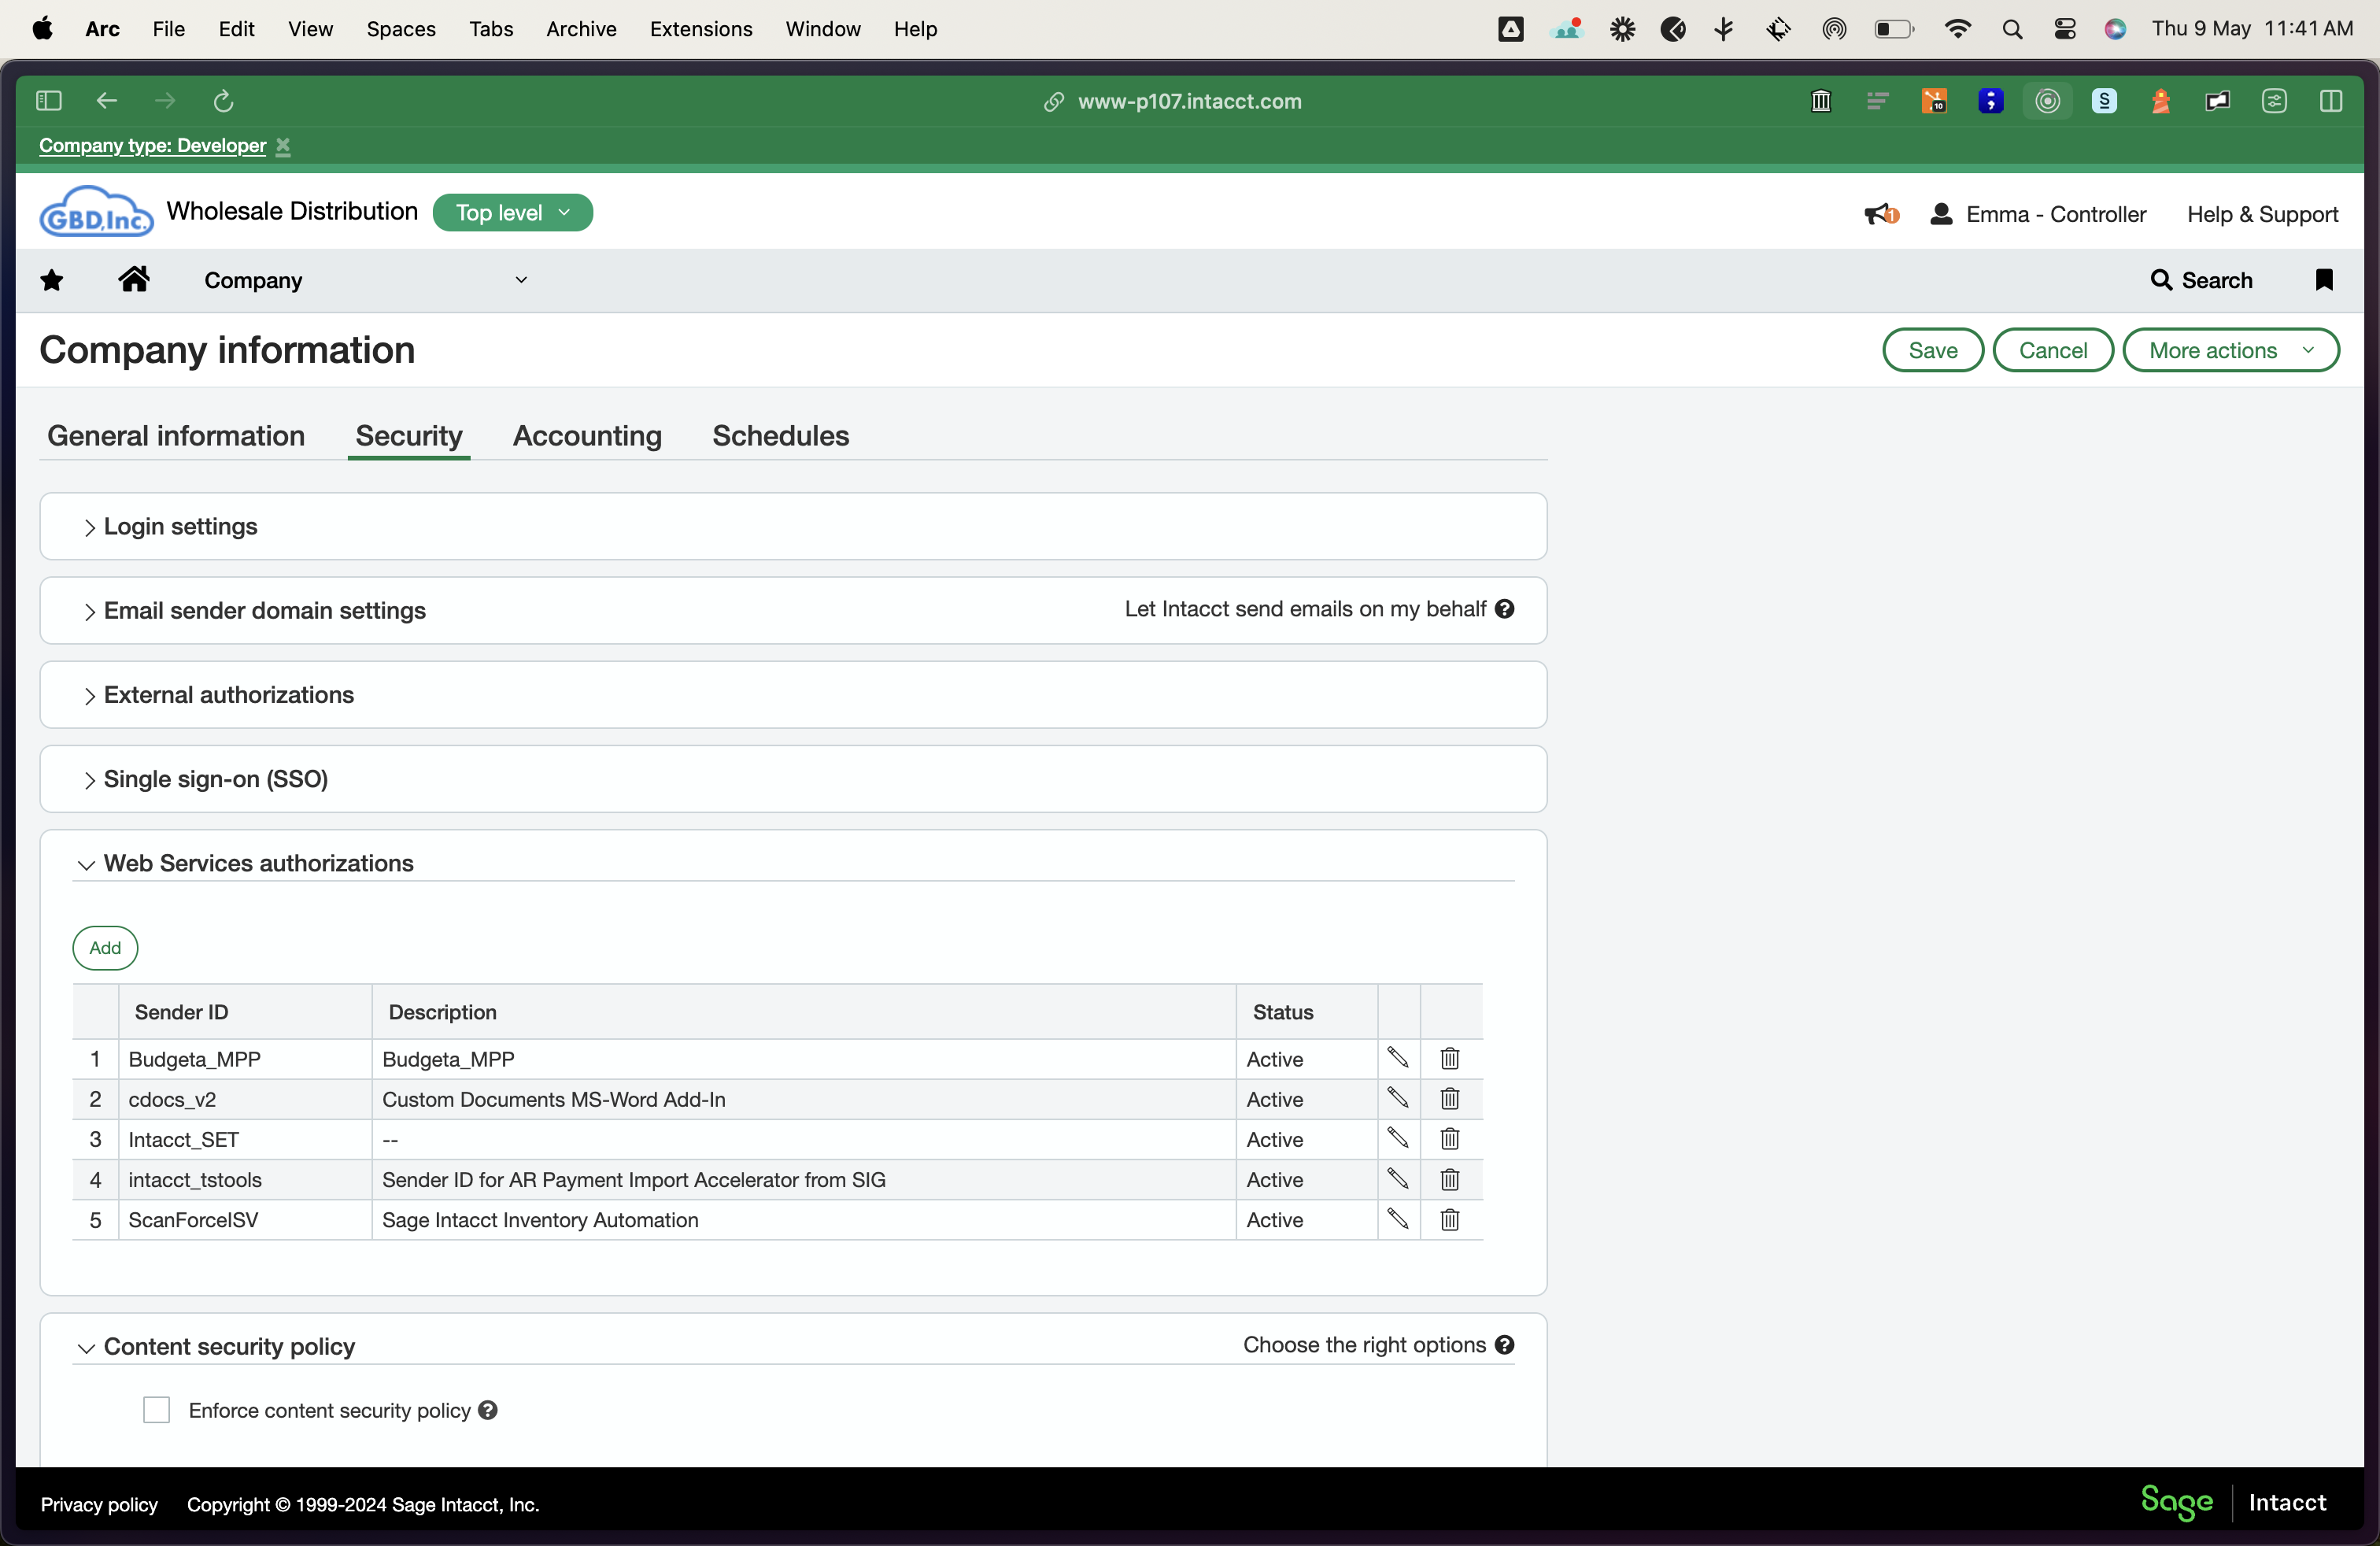 Arc File Edit View Spaces Tabs Archive Extensions Window Help Thu 9 May 11:41 AM
www-p107.intacct.com 10 S
Company type: Developer
GBD,Inc. Wholesale Distribution Top level 1 Emma - Controller Help & Support
Company Search
Company information Save Cancel More actions
General information Security Accounting Schedules
Login settings
Email sender domain settings Let Intacct send emails on my behalf ?
External authorizations
Single sign-on (SSO)
Web Services authorizations
Add
Sender ID Description Status
1 Budgeta_MPP Budgeta_MPP Active
2 cdocs_v2 Custom Documents MS-Word Add-In Active
3 Intacct_SET -- Active
4 intacct_tstools Sender ID for AR Payment Import Accelerator from SIG Active
5 ScanForceISV Sage Intacct Inventory Automation Active
Content security policy Choose the right options ?
Enforce content security policy ?
Privacy policy Copyright © 1999-2024 Sage Intacct, Inc. Sage Intacct